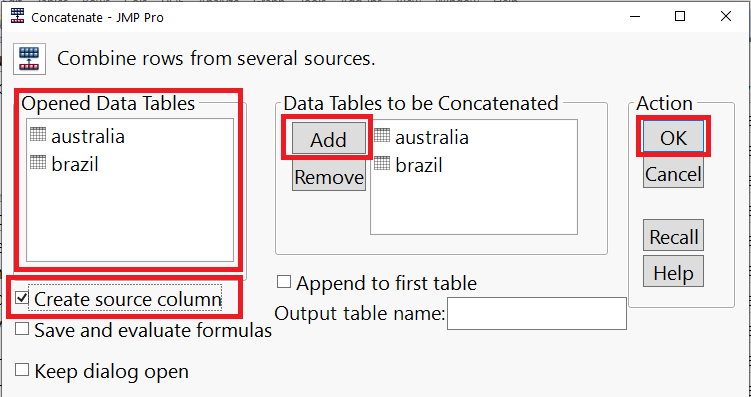 Concatenate - JMP Pro
Combine rows from several sources.
Opened Data Tables
australia
brazil
Create source column
Save and evaluate formulas
Keep dialog open
Data Tables to be Concatenated
Add
Remove
australia
brazil
Append to first table
Output table name:
Action
OK
Cancel
Recall
Help